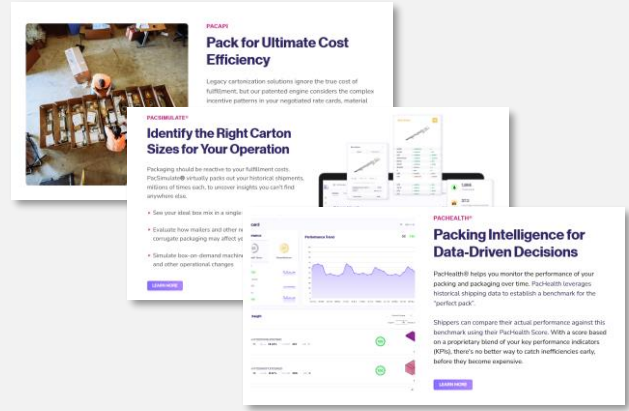 PACAPI
Pack for Ultimate Cost
Efficiency
Legacy cartonization solutions ignore the true cost of
fulfillment, but our patented engine considers the complex
incentive patterns in your negotiated rate cards, material
PACSIMULATE®
Identify the Right Carton
Sizes for Your Operation
Packaging should be reactive to your fulfillment costs.
PacSimulate® virtually packs out your historical shipments,
millions of times each, to uncover insights you can't find
anywhere else.
See your ideal box mix in a single
Evaluate how mailers and other
corrugate packaging may affect
Simulate box-on-demand
and other operational changes
LEARN MORE
PACHEALTH®
Packing Intelligence for
Data-Driven Decisions
PacHealth® helps you monitor the performance of your
packing and packaging over time. PacHealth leverages
historical shipping data to establish a benchmark for the
"perfect pack".
Shippers can compare their actual performance against this
benchmark using their PacHealth Score. With a score based
on a proprietary blend of your key performance indicators
(KPIs), there's no better way to catch inefficiencies early,
before they become expensive.
LEARN MORE
Performance Trend